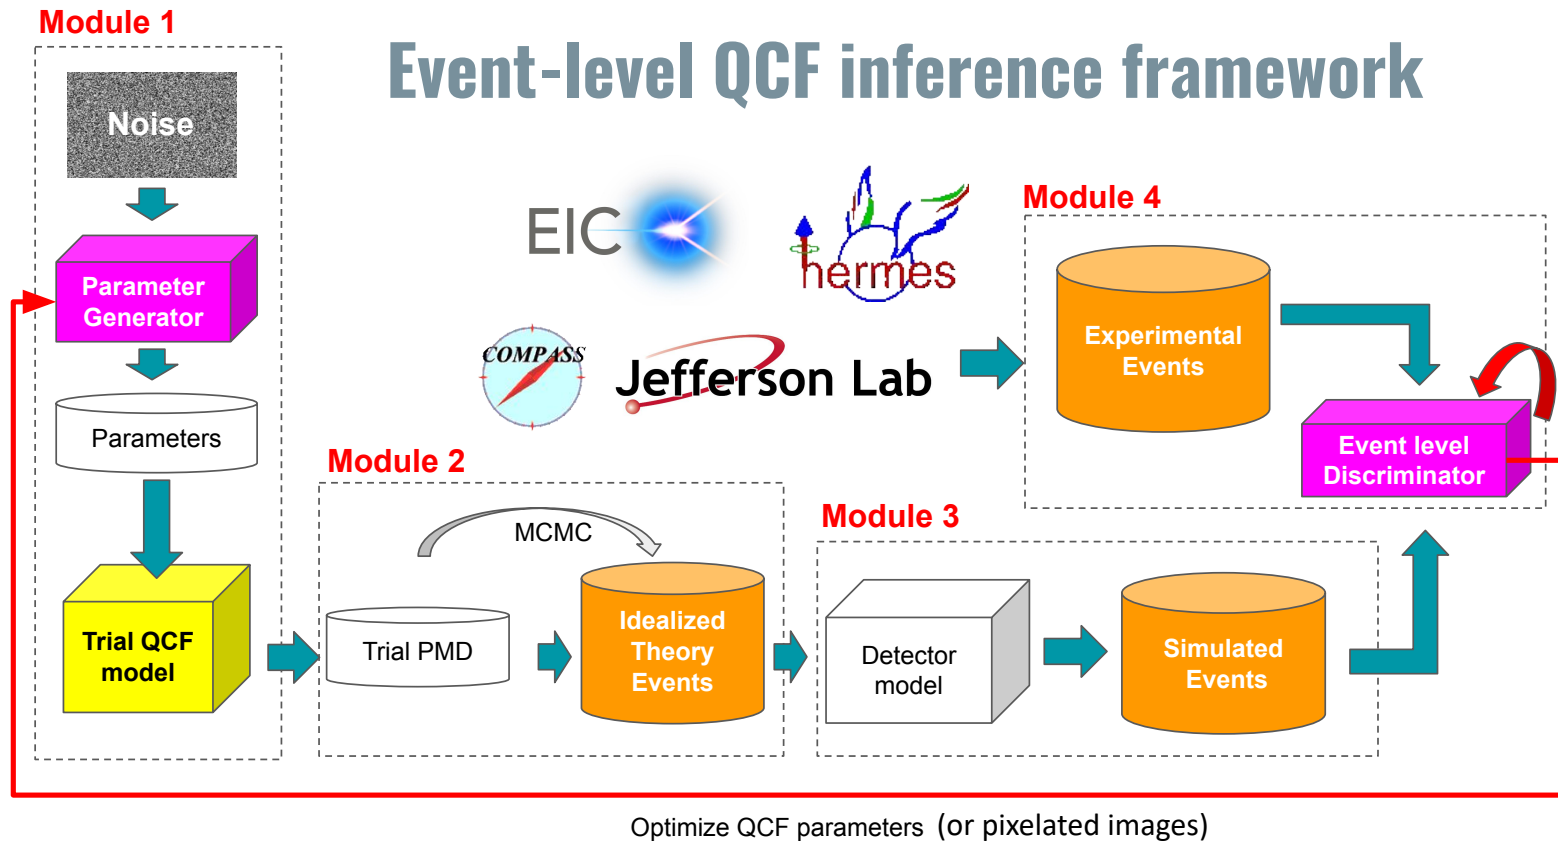 Module 1
Event-level QCF inference framework
Noise
Parameter
Generator
Parameters
Trial QCF
model
EIC
hermes
COMPASS
Jefferson Lab
Module 2
MCMC
Trial PMD
Idealized
Theory
Events
Module 3
Detector
model
Simulated
Events
Module 4
Experimental
Events
Event level
Discriminator
Optimize QCF parameters (or pixelated images)